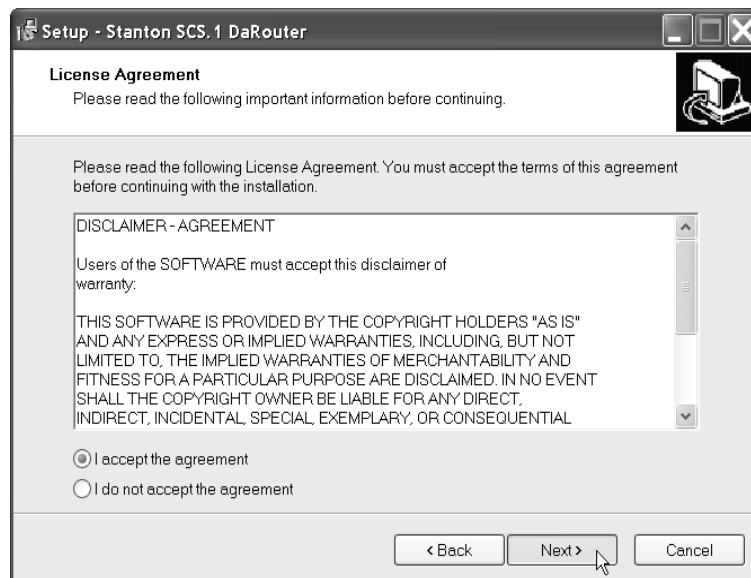 Setup - Stanton SCS.1 DaRouter
License Agreement
Please read the following important information before continuing.
Please read the following License Agreement. You must accept the terms of this agreement
before continuing with the installation.
DISCLAIMER - AGREEMENT
Users of the SOFTWARE must accept this disclaimer of
warranty:
THIS SOFTWARE IS PROVIDED BY THE COPYRIGHT HOLDERS "AS IS"
AND ANY EXPRESS OR IMPLIED WARRANTIES, INCLUDING, BUT NOT
LIMITED TO, THE IMPLIED WARRANTIES OF MERCHANTABILITY AND
FITNESS FOR A PARTICULAR PURPOSE ARE DISCLAIMED. IN NO EVENT
SHALL THE COPYRIGHT OWNER BE LIABLE FOR ANY DIRECT,
INDIRECT, INCIDENTAL, SPECIAL, EXEMPLARY, OR CONSEQUENTIAL
I accept the agreement
I do not accept the agreement
< Back
Next >
Cancel